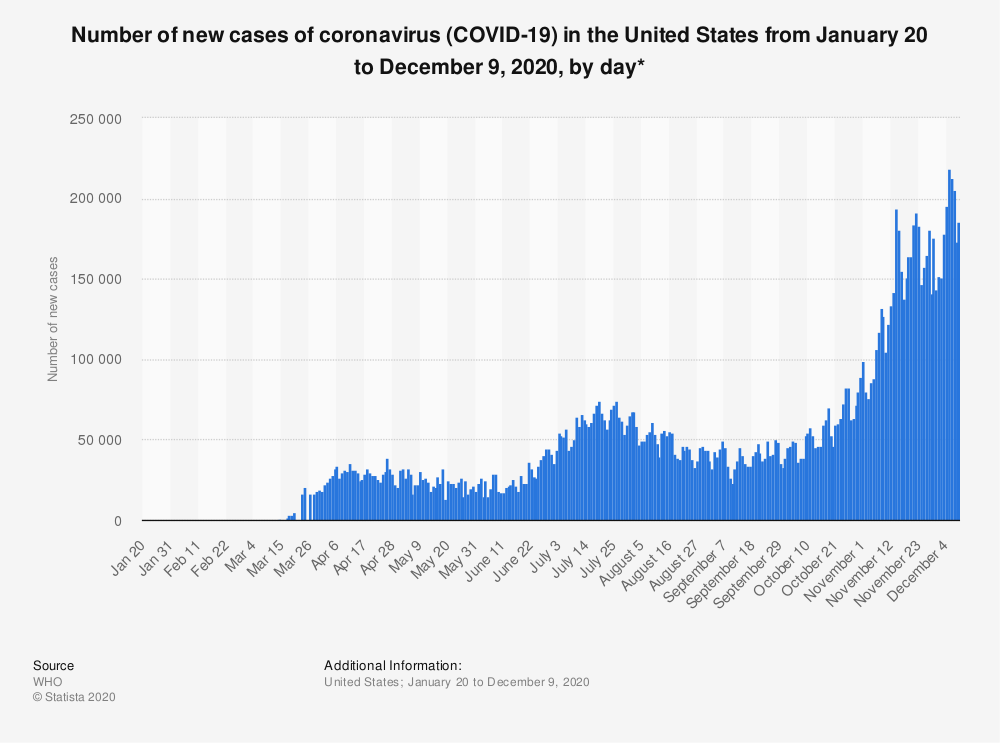 Number of new cases of coronavirus (COVID-19) in the United States from January 20
to December 9, 2020, by day*
250 000
200 000
150 000
100 000
50 000
0
Number of new cases
Jan 20
Jan 31
Feb 11
Feb 22
Mar 4
Mar 15
Mar 26
Apr 6
Apr 17
Apr 28
May 9
May 20
May 31
June 11
June 22
July 3
July 14
July 25
August 5
August 16
August 27
September 7
September 18
September 29
October 10
October 21
November 1
November 12
November 23
December 4
Source
WHO
© Statista 2020
Additional Information:
United States; January 20 to December 9, 2020